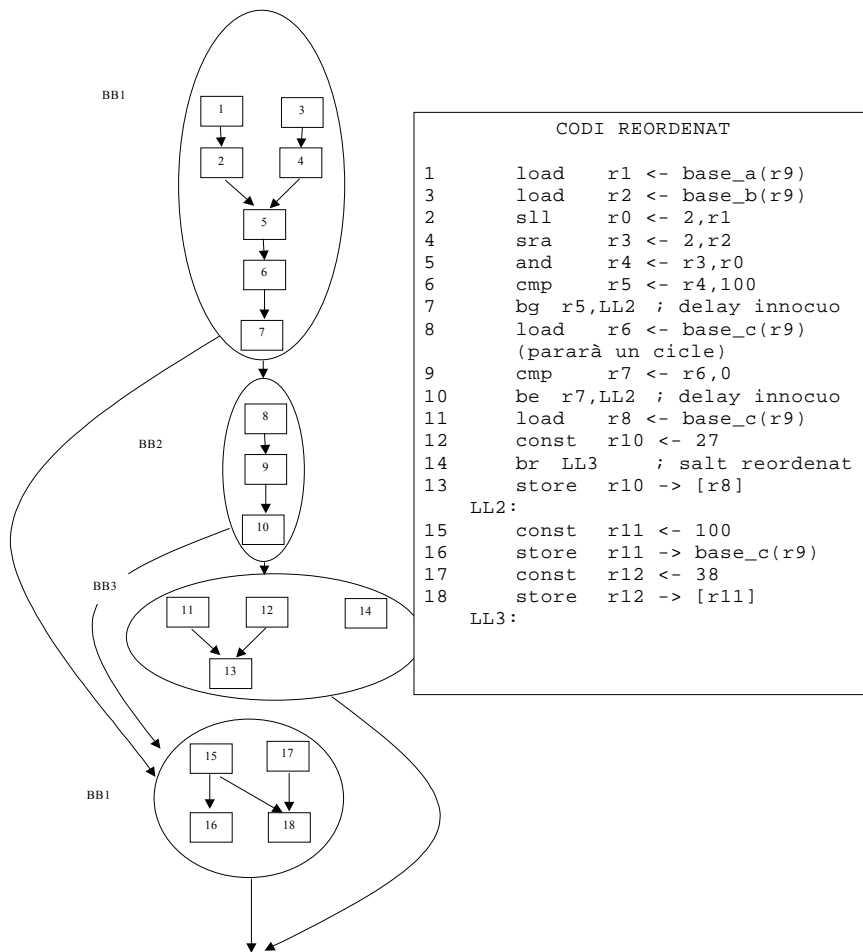 BB1
1
3
2
4
5
6
7
BB2
8
9
10
BB3
11
12
14
13
BB1
15
17
16
18
CODI REORDENAT
1 load r1 <- base_a(r9)
3 load r2 <- base_b(r9)
2 sll r0 <- 2,r1
4 sra r3 <- 2,r2
5 and r4 <- r3,r0
6 cmp r5 <- r4,100
7 bg r5,LL2 ; delay innocuo
8 load r6 <- base_c(r9)
(pararà un cicle)
9 cmp r7 <- r6,0
10 be r7,LL2 ; delay innocuo
11 load r8 <- base_c(r9)
12 const r10 <- 27
14 br LL3 ; salt reordenat
13 store r10 -> [r8]
LL2:
15 const r11 <- 100
16 store r11 -> base_c(r9)
17 const r12 <- 38
18 store r12 -> [r11]
LL3: